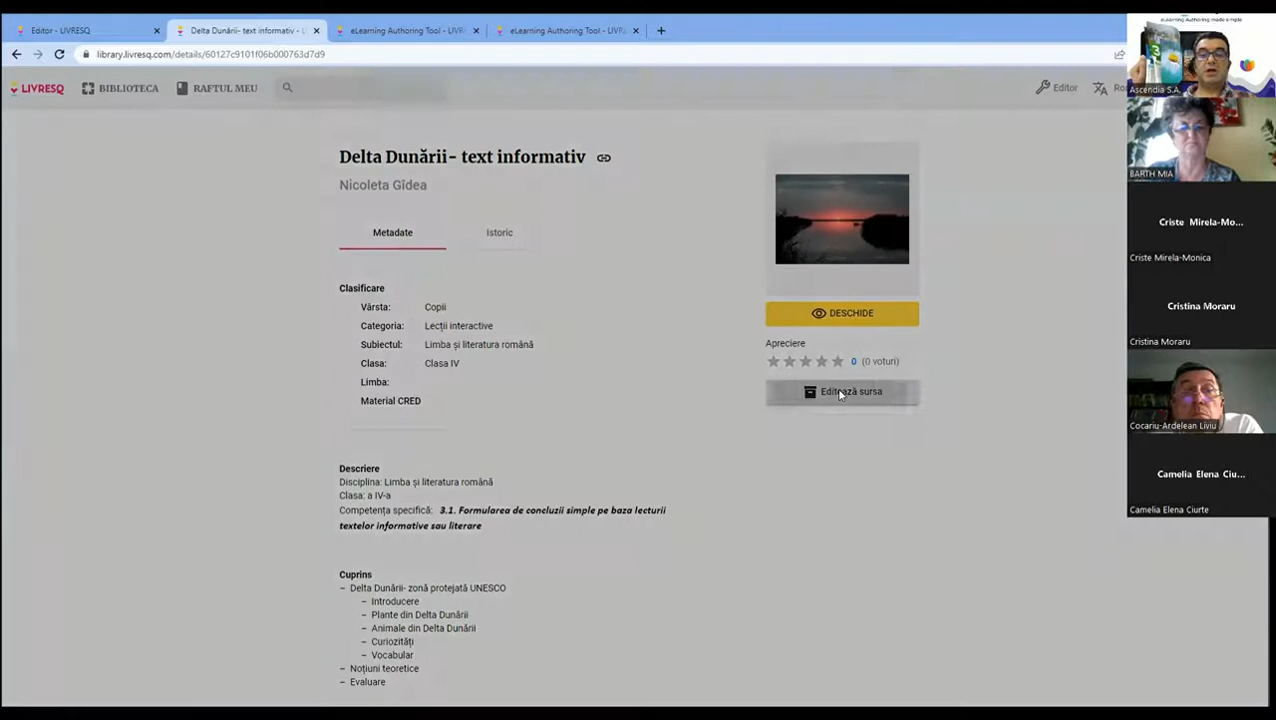 Editor - LIVRESQ
Delta Dunării- text informativ - L
eLearning Authoring Tool - LIVR
eLearning Authoring Tool - LIVR
library.livresq.com/details/60127c9101f06b000763d7d9
LIVRESQ
BIBLIOTECA
RAFTUL MEU
Editor
eLearning Authoring made simple
3
Ascendia S.A.
BARTH MIA
Criste Mirela-Mo...
Criste Mirela-Monica
Cristina Moraru
Cristina Moraru
Cocariu-Ardelean Liviu
Camelia Elena Ciu...
Camelia Elena Ciurte
Delta Dunării- text informativ
Nicoleta Gîdea
Metadate
Istoric
Clasificare
Vârsta: Copii
Categoria: Lecții interactive
Subiectul: Limba și literatura română
Clasa: Clasa IV
Limba:
Material CRED
DESCHIDE
Apreciere
0 (0 voturi)
Editează sursa
Descriere
Disciplina: Limba și literatura română
Clasa: a IV-a
Competența specifică: 3.1. Formularea de concluzii simple pe baza lecturii
textelor informative sau literare
Cuprins
– Delta Dunării- zonă protejată UNESCO
– Introducere
– Plante din Delta Dunării
– Animale din Delta Dunării
– Curiozități
– Vocabular
– Noțiuni teoretice
– Evaluare